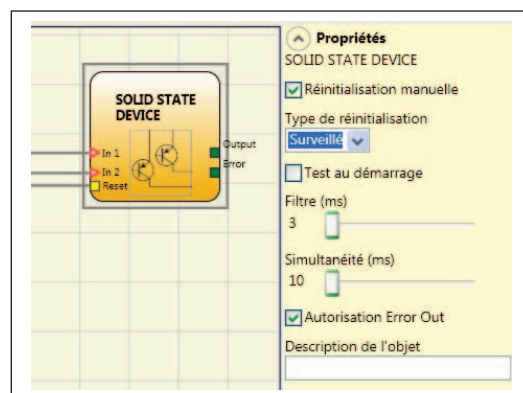 SOLID STATE
DEVICE
In 1
In 2
Reset
Output
Error
Propriétés
SOLID STATE DEVICE
Réinitialisation manuelle
Type de réinitialisation
Surveillé
Test au démarrage
Filtre (ms)
3
Simultanéité (ms)
10
Autorisation Error Out
Description de l'objet